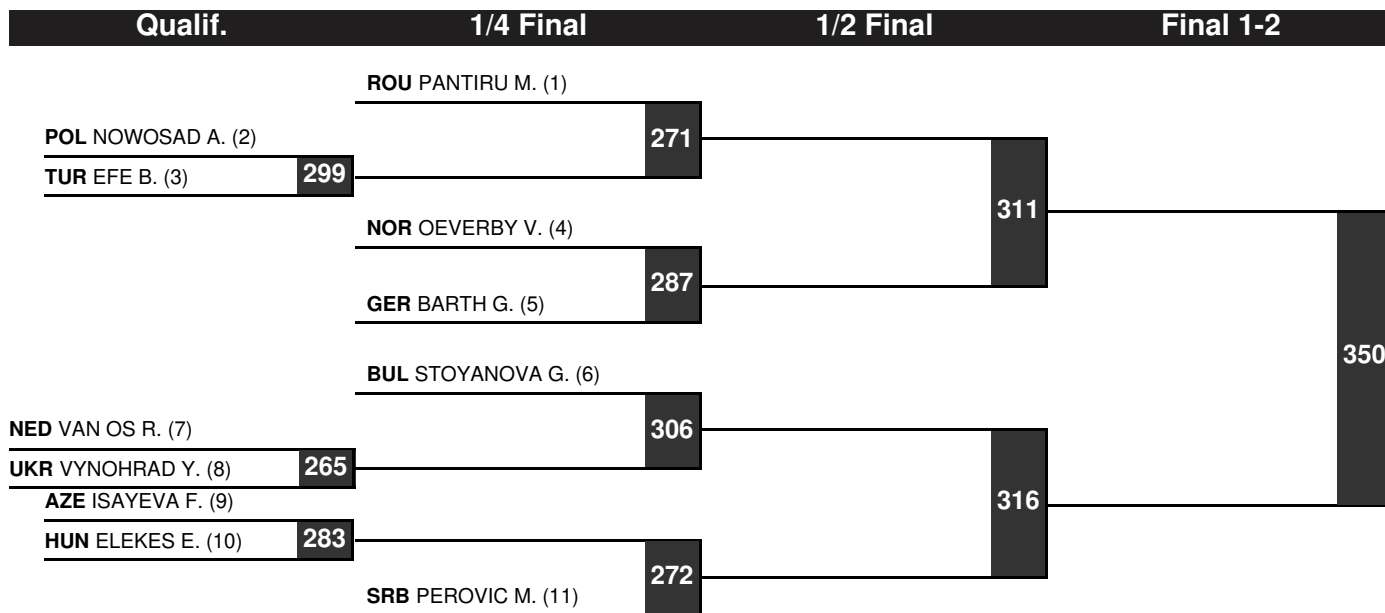 Qualif. 1/4 Final 1/2 Final Final 1-2
ROU PANTIRU M. (1)
POL NOWOSAD A. (2)
271
TUR EFE B. (3) 299
311
NOR OEVERBY V. (4)
287
GER BARTH G. (5)
350
BUL STOYANOVA G. (6)
NED VAN OS R. (7)
306
UKR VYNOHRAD Y. (8) 265
AZE ISAYEVA F. (9)
316
HUN ELEKES E. (10) 283
272
SRB PEROVIC M. (11)